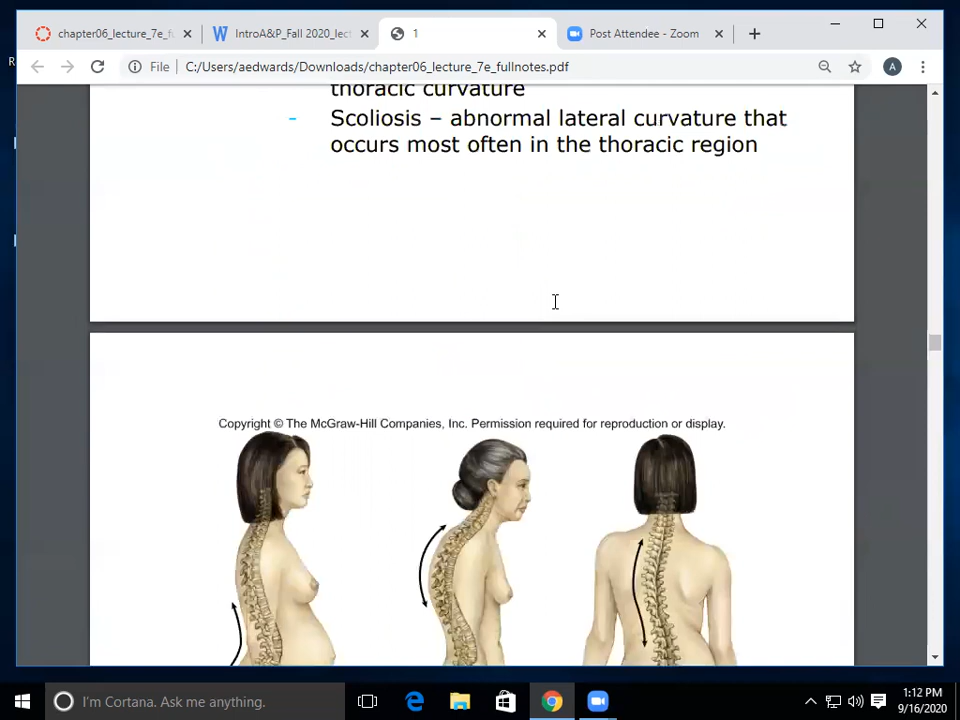 chapter06_lecture_7e_fu
IntroA&P_Fall 2020_lect
1
Post Attendee - Zoom
File
C:/Users/aedwards/Downloads/chapter06_lecture_7e_fullnotes.pdf
A
R
thoracic curvature
- Scoliosis – abnormal lateral curvature that
occurs most often in the thoracic region
Copyright © The McGraw-Hill Companies, Inc. Permission required for reproduction or display.
I'm Cortana. Ask me anything.
1:12 PM
9/16/2020